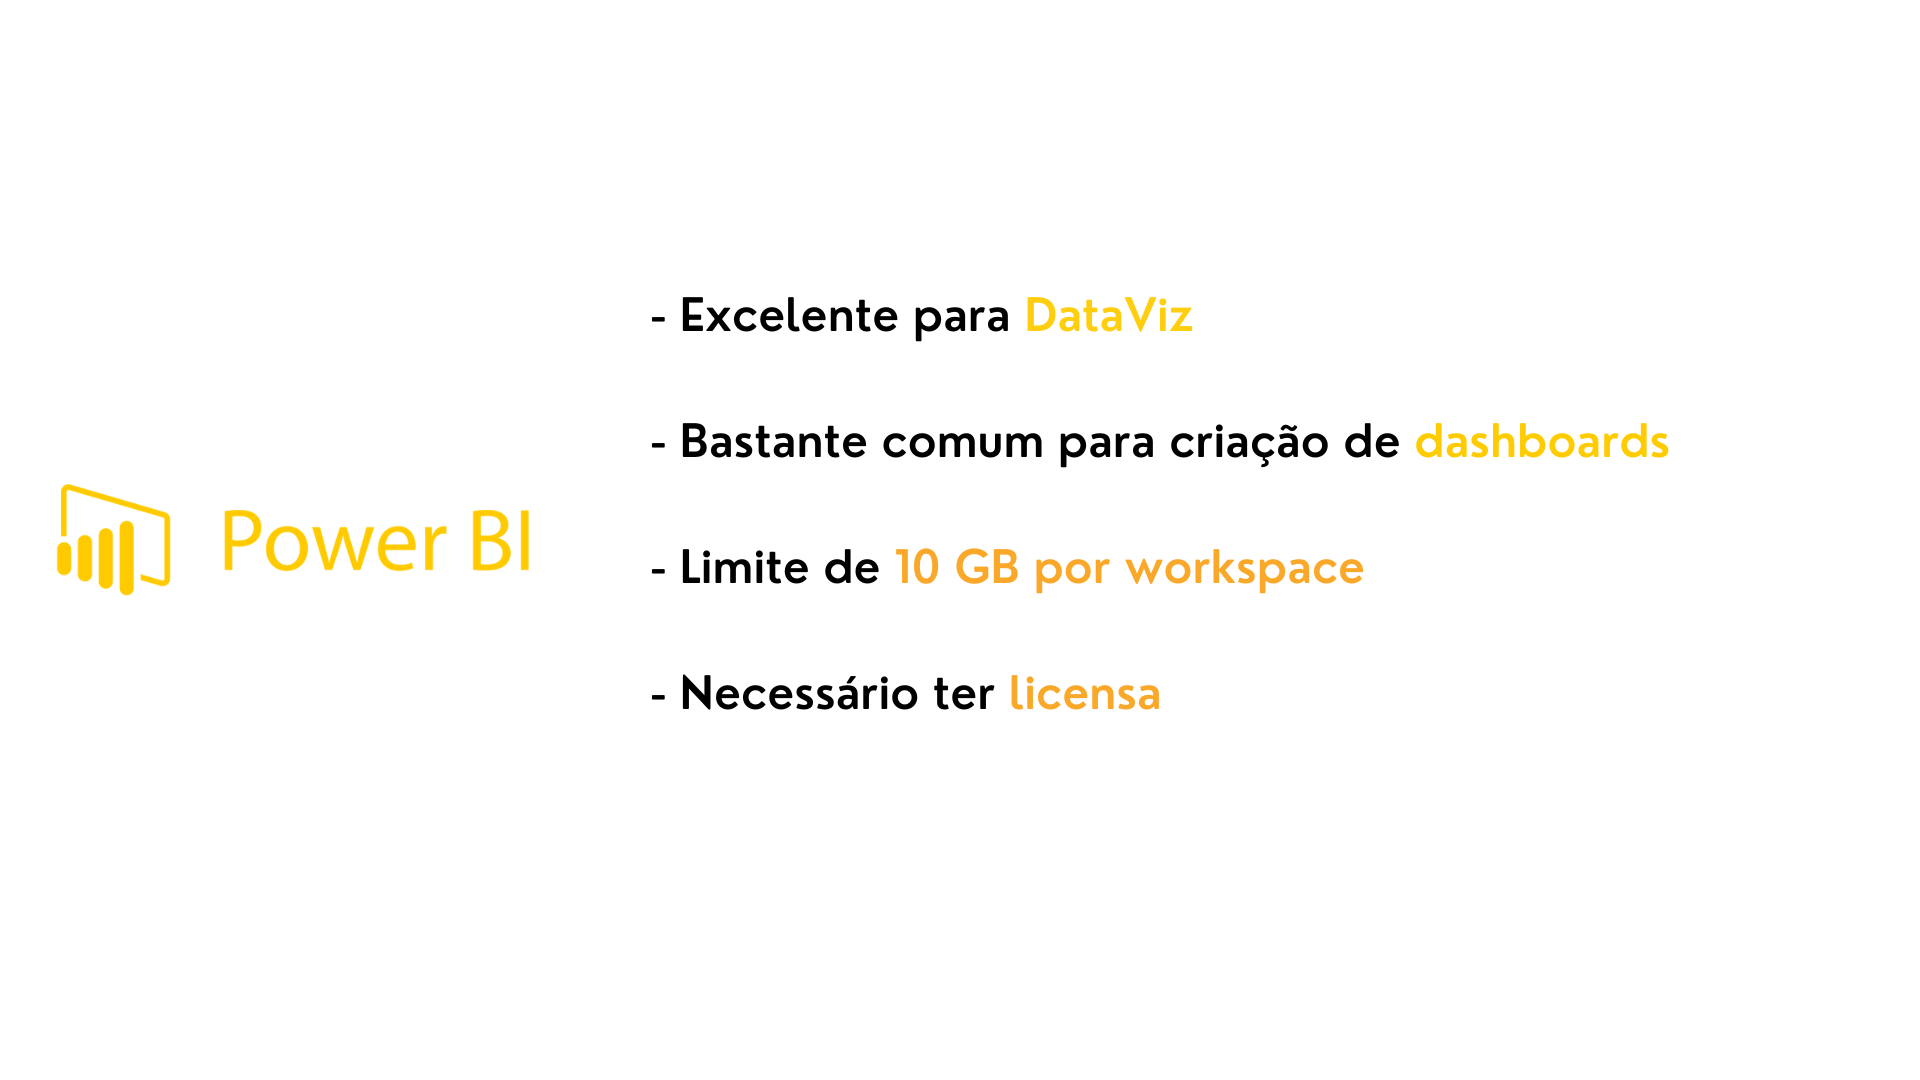 - Excelente para DataViz
- Bastante comum para criação de dashboards
Power BI
- Limite de 10 GB por workspace
- Necessário ter licensa